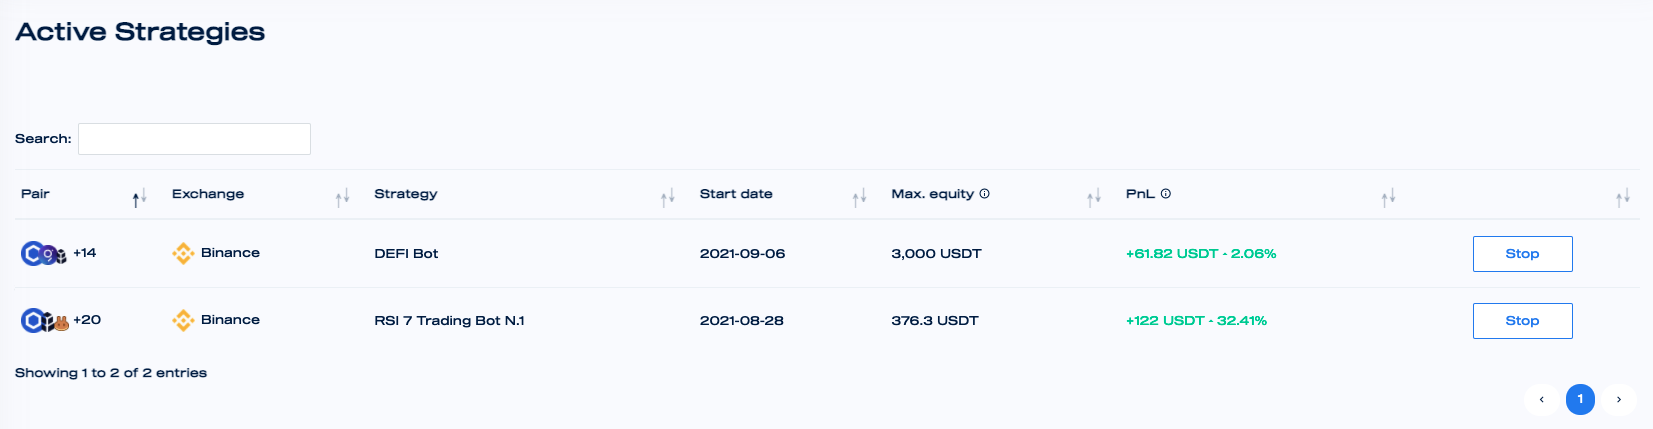 Active Strategies
Search:
Pair Exchange Strategy Start date Max. equity PnL
+14 Binance DEFI Bot 2021-09-06 3,000 USDT +61.82 USDT - 2.06% Stop
+20 Binance RSI 7 Trading Bot N.1 2021-08-28 376.3 USDT +122 USDT - 32.41% Stop
Showing 1 to 2 of 2 entries
‹ 1 ›